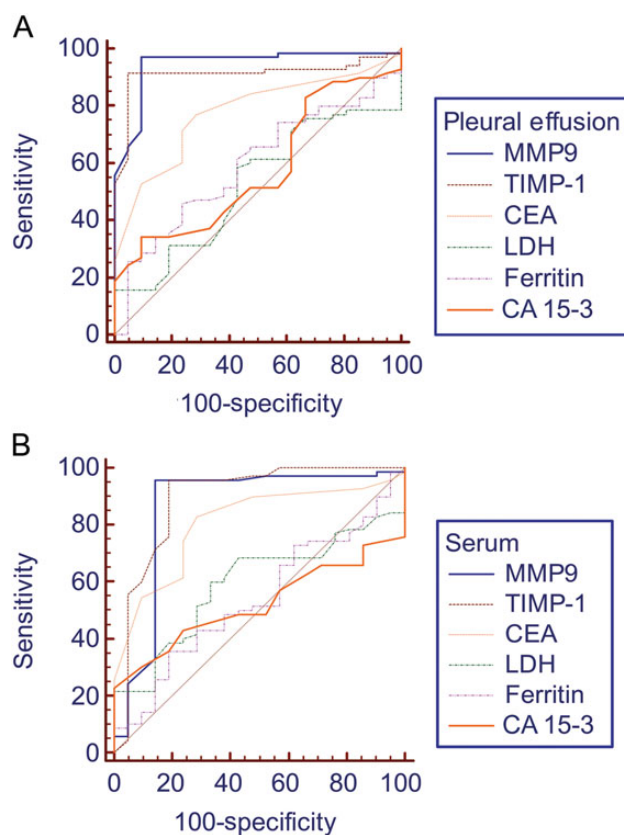 A
100
80
60
40
20
0
Sensitivity
0 20 40 60 80 100
100-specificity
Pleural effusion
MMP9
TIMP-1
CEA
LDH
Ferritin
CA 15-3
B
100
80
60
40
20
0
Sensitivity
0 20 40 60 80 100
100-specificity
Serum
MMP9
TIMP-1
CEA
LDH
Ferritin
CA 15-3